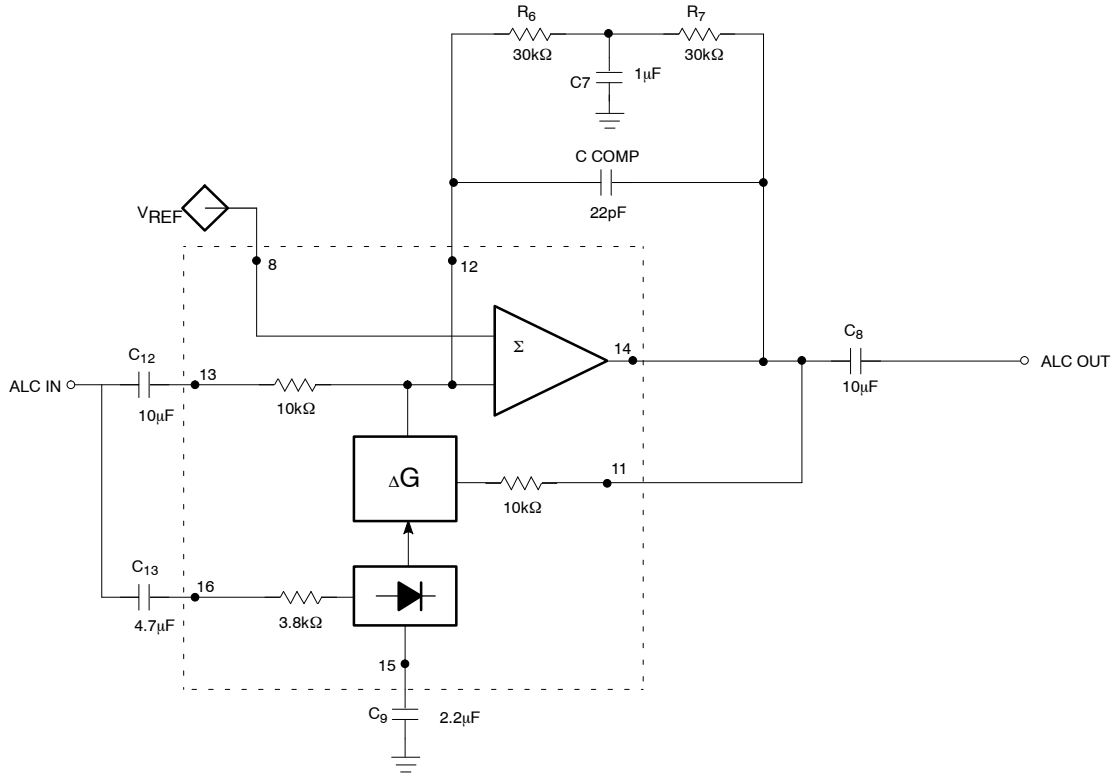 R6
R7
30kΩ
30kΩ
C7
1μF
C COMP
22pF
VREF
8
12
Σ
14
C8
10μF
ALC OUT
C12
ALC IN
10μF
13
10kΩ
ΔG
10kΩ
11
C13
4.7μF
16
3.8kΩ
15
C9
2.2μF